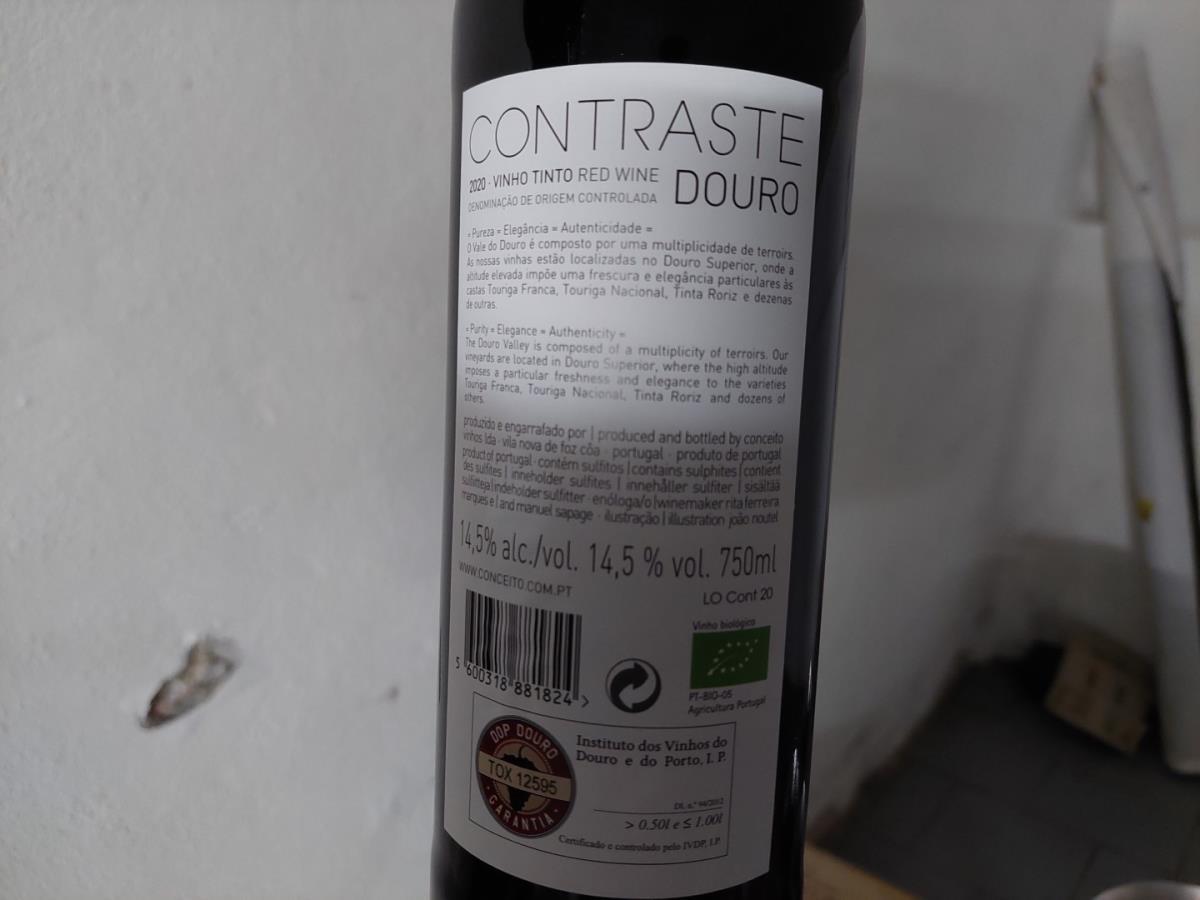 CONTRASTE
2020 · VINHO TINTO RED WINE
DENOMINAÇÃO DE ORIGEM CONTROLADA
DOURO
= Pureza = Elegância = Autenticidade =
O Vale do Douro é composto por uma multiplicidade de terroirs.
As nossas vinhas estão localizadas no Douro Superior, onde a
altitude elevada impõe uma frescura e elegância particulares às
castas Touriga Franca, Touriga Nacional, Tinta Roriz e dezenas
de outras.
= Purity = Elegance = Authenticity =
The Douro Valley is composed of a multiplicity of terroirs. Our
vineyards are located in Douro Superior, where the high altitude
imposes a particular freshness and elegance to the varieties
Touriga Franca, Touriga Nacional, Tinta Roriz and dozens of
others.
produzido e engarrafado por | produced and bottled by conceito
vinhos lda · vila nova de foz côa · portugal · produto de portugal
product of portugal · contém sulfitos | contains sulphites | contient
des sulfites | inneholder sulfites | innehåller sulfiter | sisältää
sulfiitteja | indeholder sulfitter · enóloga/o | winemaker rita ferreira
marques e | and manuel sapage · ilustração | illustration joão noutel
14,5% alc./vol. 14,5 % vol. 750ml
WWW.CONCEITO.COM.PT
LO Cont 20
Vinho biológico
5 600318 881824 >
PT-BIO-05
Agricultura Portugal
DOP DOURO
TOX 12595
· GARANTIA ·
Instituto dos Vinhos do
Douro e do Porto, I. P.
DL n.º 94/2012
> 0.50l e ≤ 1.00l
Certificado e controlado pelo IVDP, I.P.